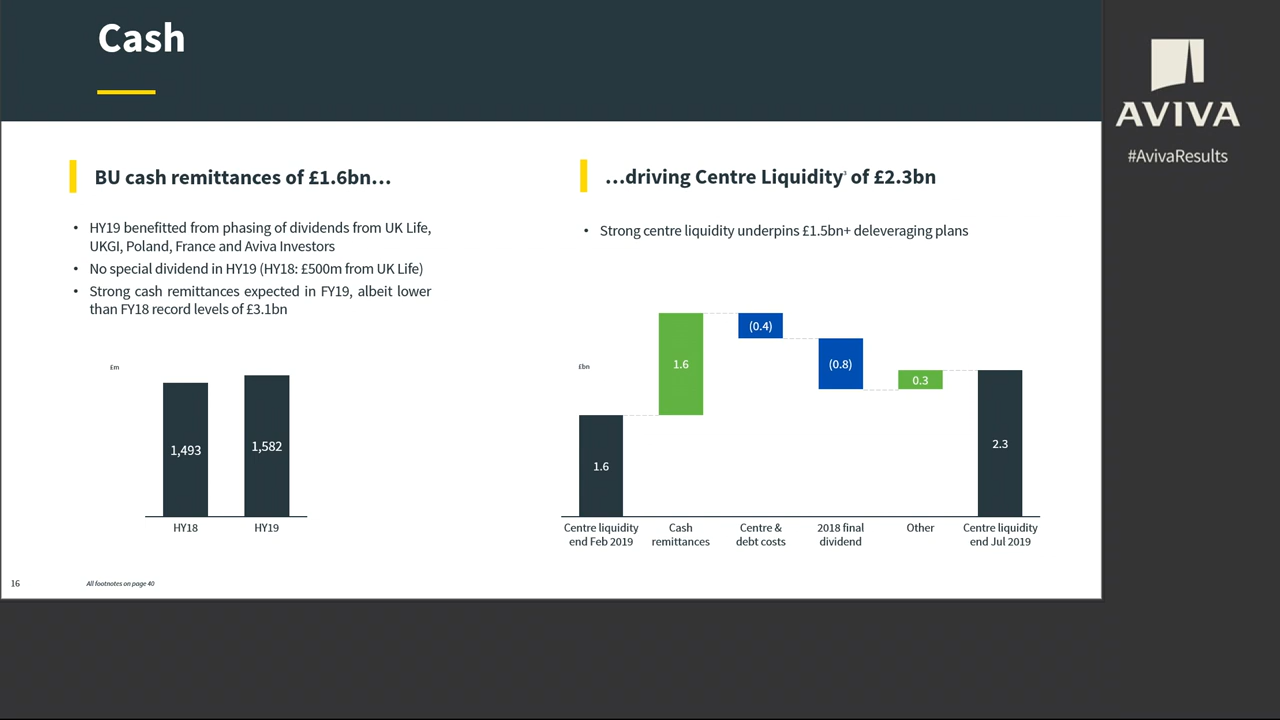 Cash
AVIVA
#AvivaResults
BU cash remittances of £1.6bn…
• HY19 benefitted from phasing of dividends from UK Life,
UKGI, Poland, France and Aviva Investors
• No special dividend in HY19 (HY18: £500m from UK Life)
• Strong cash remittances expected in FY19, albeit lower
than FY18 record levels of £3.1bn
£m
1,493
1,582
HY18
HY19
…driving Centre Liquidity of £2.3bn
• Strong centre liquidity underpins £1.5bn+ deleveraging plans
£bn
1.6
1.6
(0.4)
(0.8)
0.3
2.3
Centre liquidity
end Feb 2019
Cash
remittances
Centre &
debt costs
2018 final
dividend
Other
Centre liquidity
end Jul 2019
16
All footnotes on page 40